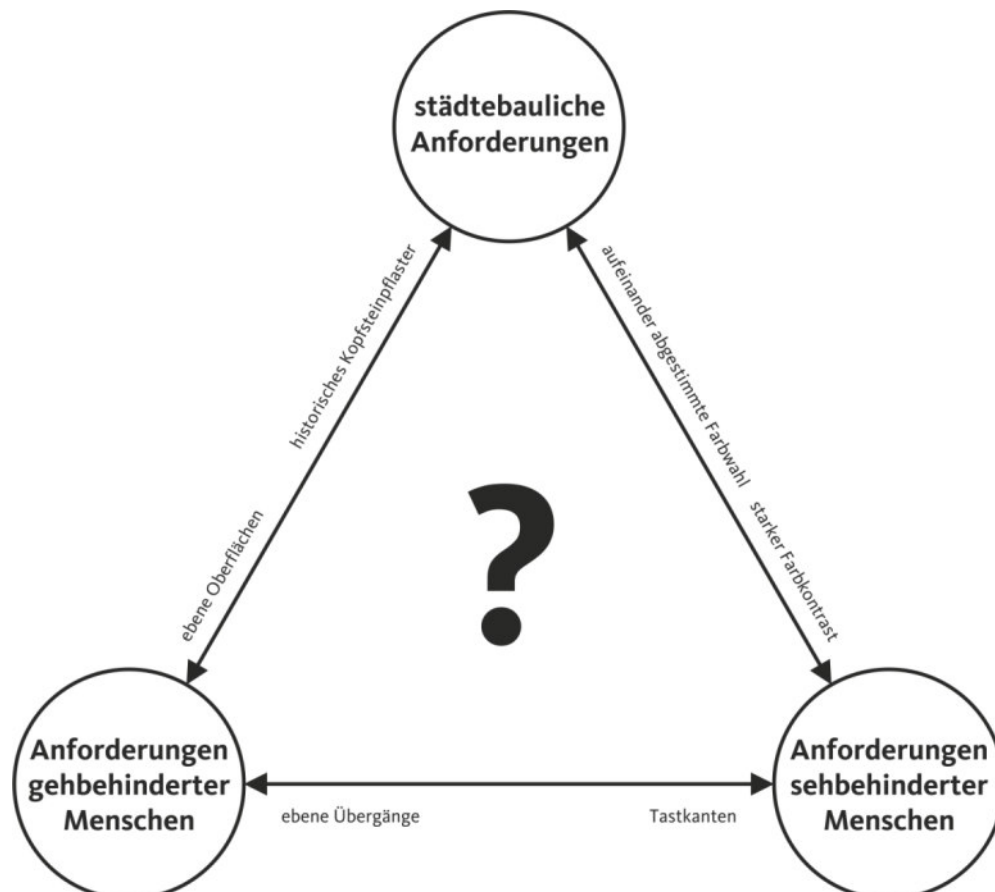 städtebauliche
Anforderungen
historisches Kopfsteinpflaster
ebene Oberflächen
aufeinander abgestimmte Farbwahl
starker Farbkontrast
?
Anforderungen
gehbehinderter
Menschen
ebene Übergänge
Tastkanten
Anforderungen
sehbehinderter
Menschen